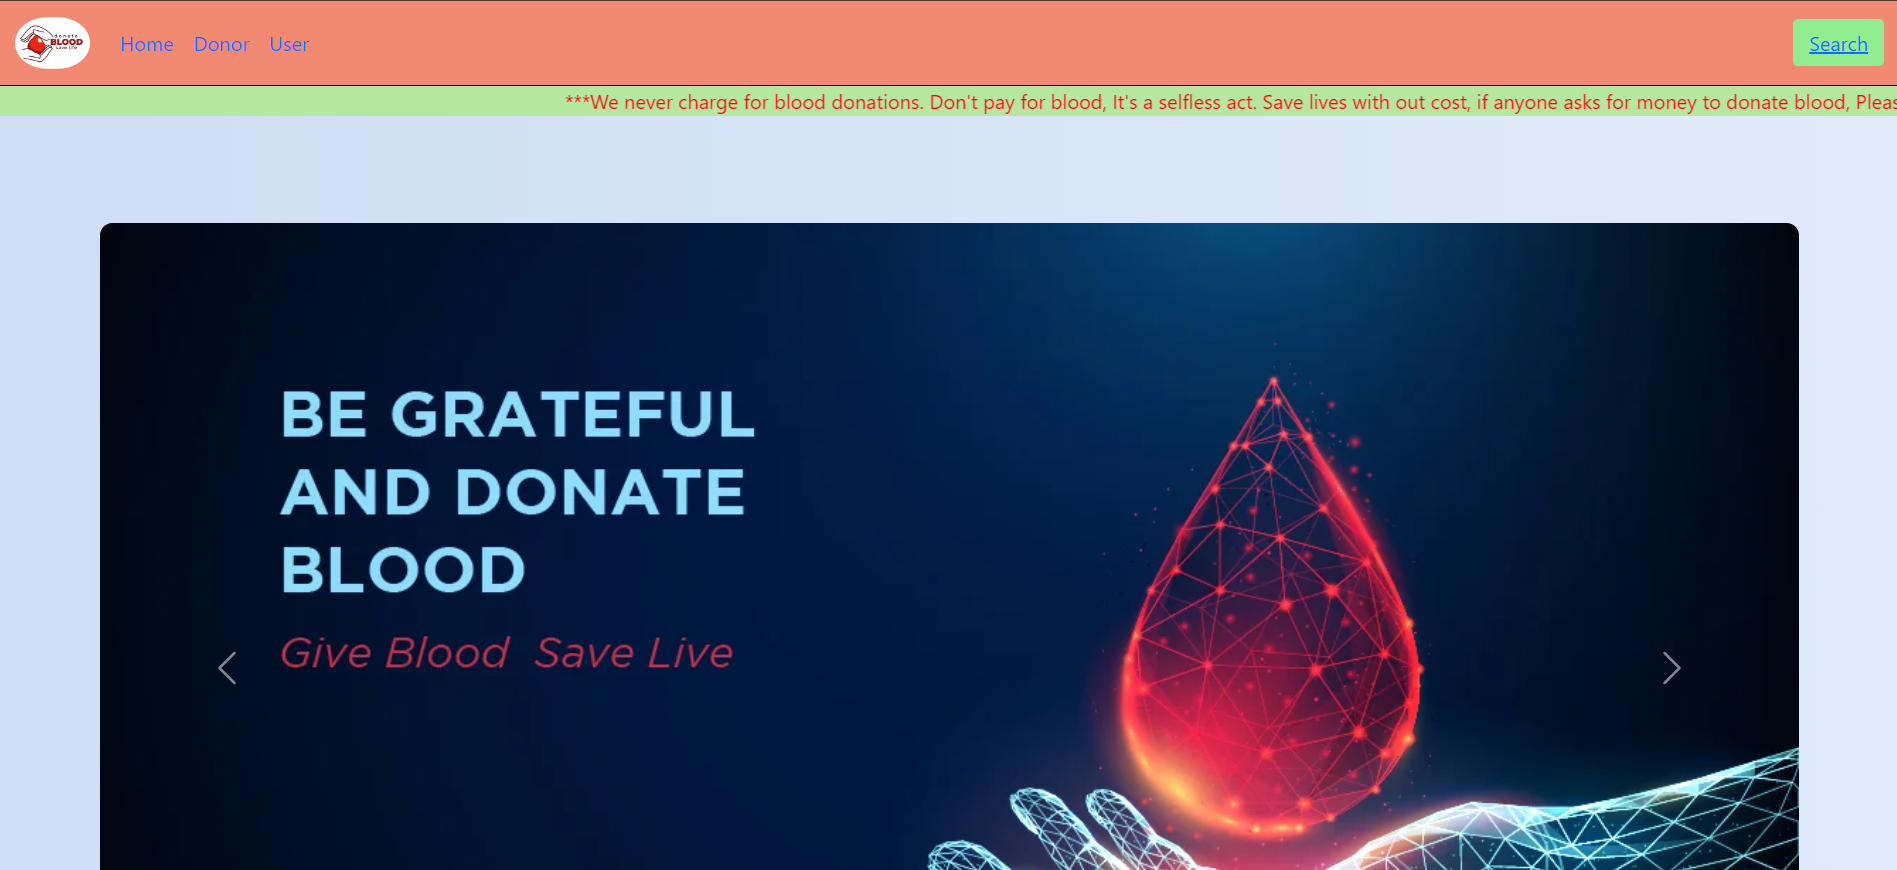 donate
BLOOD
save life
Home Donor User
Search
***We never charge for blood donations. Don't pay for blood, It's a selfless act. Save lives with out cost, if anyone asks for money to donate blood, Pleas
BE GRATEFUL
AND DONATE
BLOOD
Give Blood Save Live